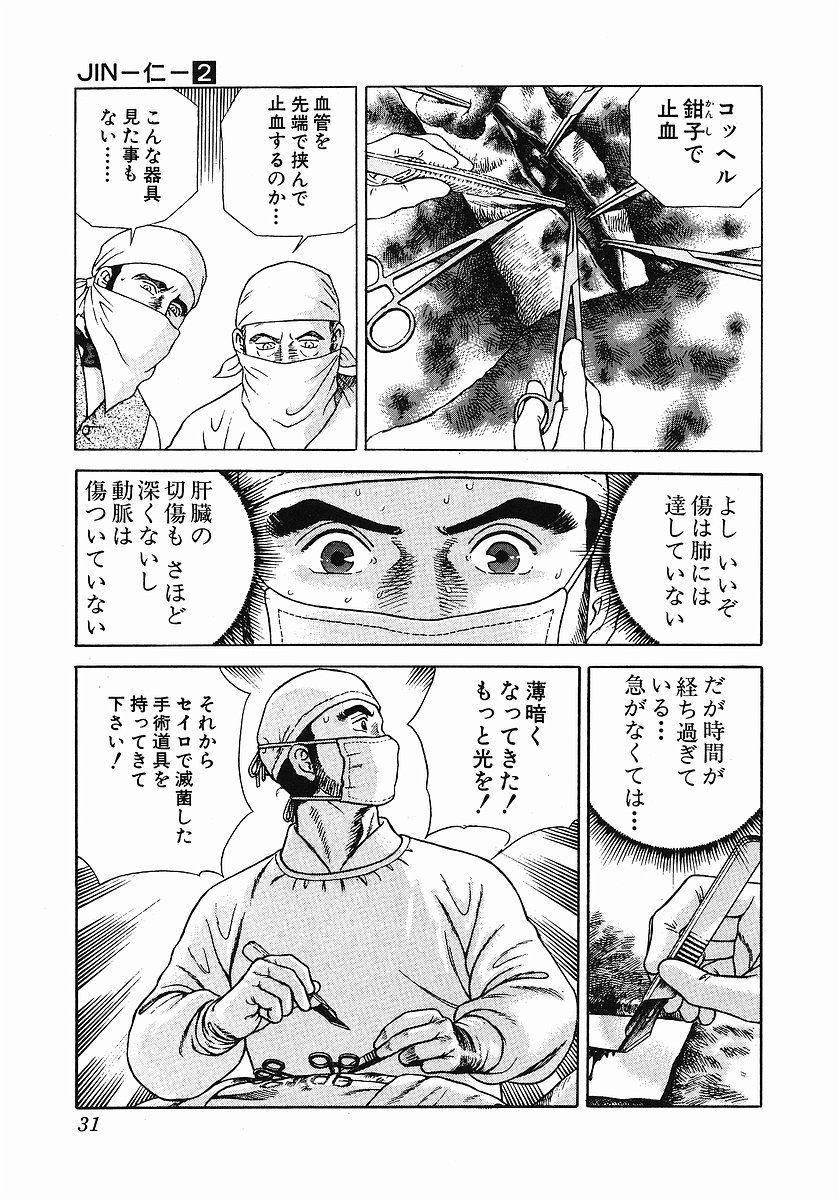 JIN―仁―2
コッヘル
鉗子で
かんし
止血
血管を
先端で挟んで
止血するのか…
こんな器具
見た事も
ない………
よし いいぞ
傷は肺には
達していない
肝臓の
切傷も さほど
深くないし
動脈は
傷ついていない
だが時間が
経ち過ぎて
いる…
急がなくては…
薄暗く
なってきた!
もっと光を!
それから
セイロで滅菌した
手術道具を
持ってきて
下さい!
31